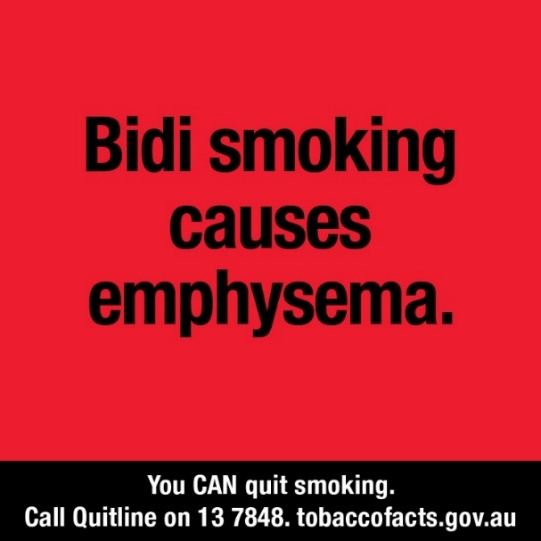 Bidi smoking
causes
emphysema.
You CAN quit smoking.
Call Quitline on 13 7848. tobaccofacts.gov.au